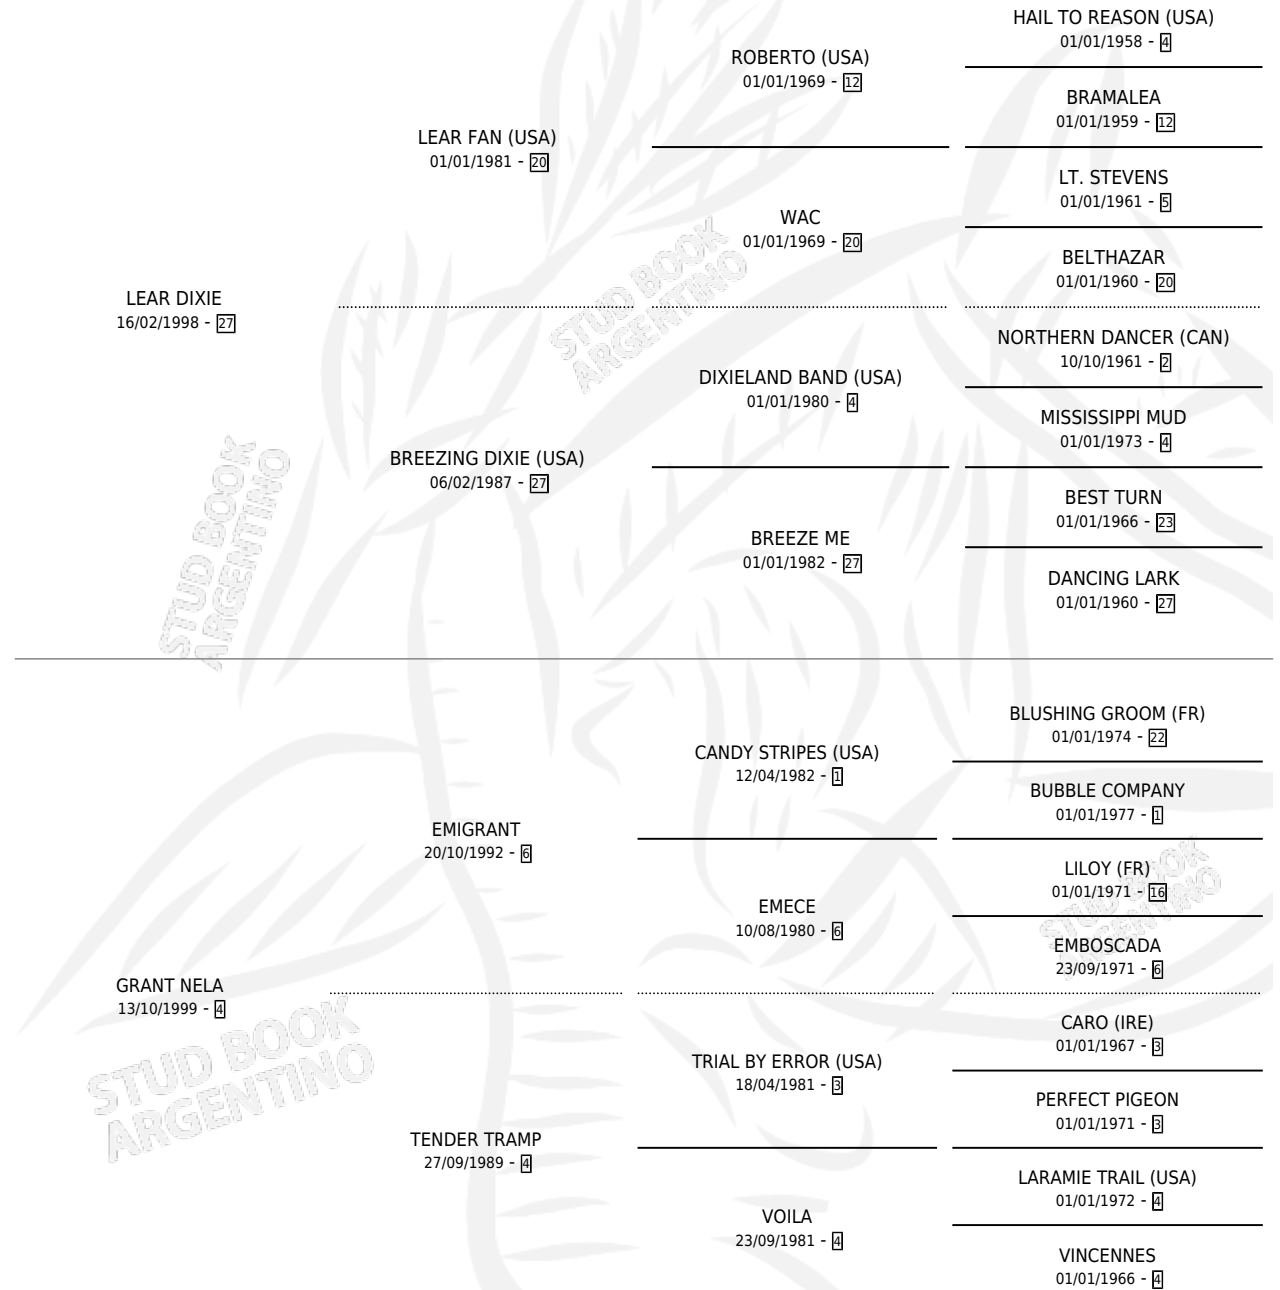 HAIL TO REASON (USA)
01/01/1958 - 4
ROBERTO (USA)
01/01/1969 - 12
BRAMALEA
01/01/1959 - 12
LEAR FAN (USA)
01/01/1981 - 20
LT. STEVENS
01/01/1961 - 5
WAC
01/01/1969 - 20
BELTHAZAR
01/01/1960 - 20
STUD BOOK
ARGENTINO
LEAR DIXIE
16/02/1998 - 27
NORTHERN DANCER (CAN)
10/10/1961 - 2
DIXIELAND BAND (USA)
01/01/1980 - 4
MISSISSIPPI MUD
01/01/1973 - 4
BREEZING DIXIE (USA)
06/02/1987 - 27
BEST TURN
01/01/1966 - 23
BREEZE ME
01/01/1982 - 27
DANCING LARK
01/01/1960 - 27
STUD BOOK
ARGENTINO
BLUSHING GROOM (FR)
01/01/1974 - 22
CANDY STRIPES (USA)
12/04/1982 - 1
BUBBLE COMPANY
01/01/1977 - 1
EMIGRANT
20/10/1992 - 6
LILOY (FR)
01/01/1971 - 16
EMECE
10/08/1980 - 6
EMBOSCADA
23/09/1971 - 6
STUD BOOK
ARGENTINO
GRANT NELA
13/10/1999 - 4
CARO (IRE)
01/01/1967 - 3
TRIAL BY ERROR (USA)
18/04/1981 - 3
PERFECT PIGEON
01/01/1971 - 3
STUD BOOK
ARGENTINO
TENDER TRAMP
27/09/1989 - 4
LARAMIE TRAIL (USA)
01/01/1972 - 4
VOILA
23/09/1981 - 4
VINCENNES
01/01/1966 - 4